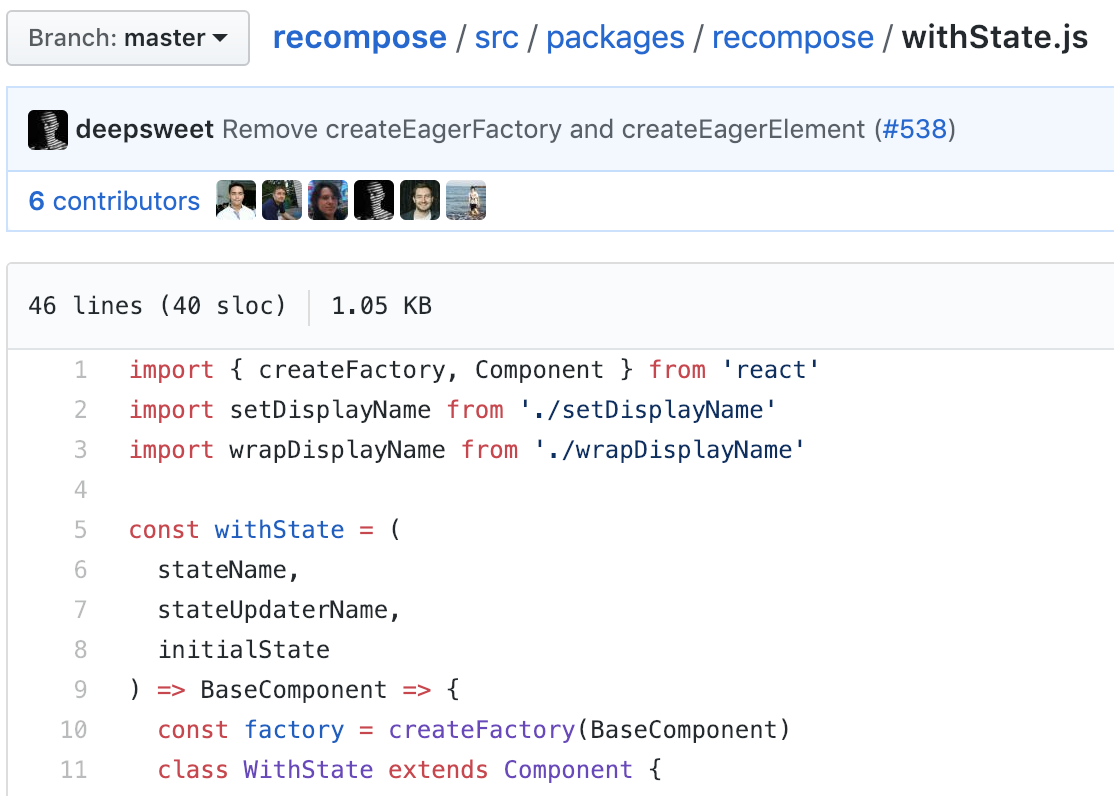 Branch: master recompose / src / packages / recompose / withState.js
deepsweet Remove createEagerFactory and createEagerElement (#538)
6 contributors
46 lines (40 sloc) 1.05 KB
1 import { createFactory, Component } from 'react'
2 import setDisplayName from './setDisplayName'
3 import wrapDisplayName from './wrapDisplayName'
4
5 const withState = (
6   stateName,
7   stateUpdaterName,
8   initialState
9 ) => BaseComponent => {
10   const factory = createFactory(BaseComponent)
11   class WithState extends Component {